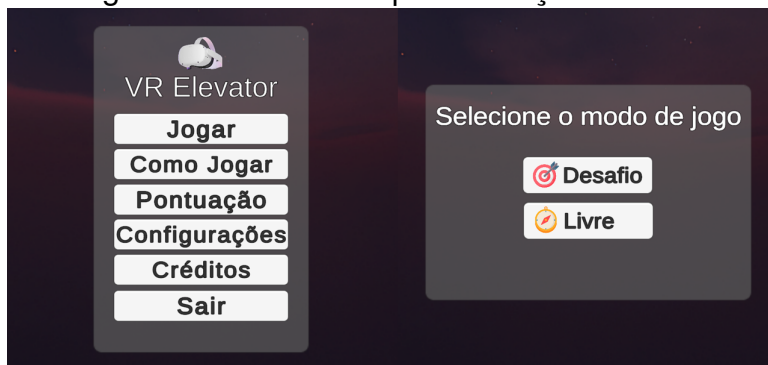 VR Elevator
Jogar
Como Jogar
Pontuação
Configurações
Créditos
Sair
Selecione o modo de jogo
Desafio
Livre